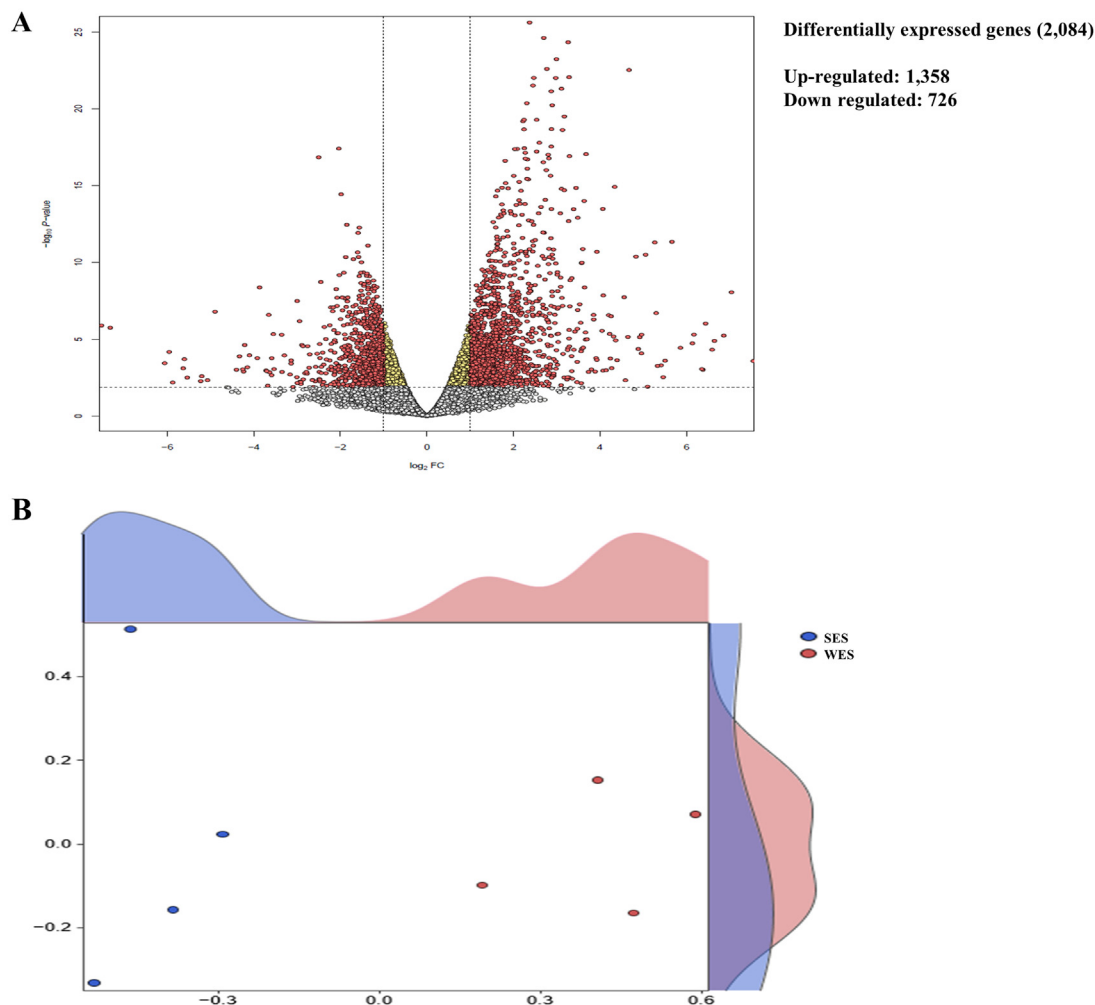 A
Differentially expressed genes (2,084)
Up-regulated: 1,358
Down regulated: 726
25
20
15
10
5
0
-log10 P-value
−6 −4 −2 0 2 4 6
log2 FC
B
SES
WES
0.4
0.2
0.0
−0.2
−0.3 0.0 0.3 0.6